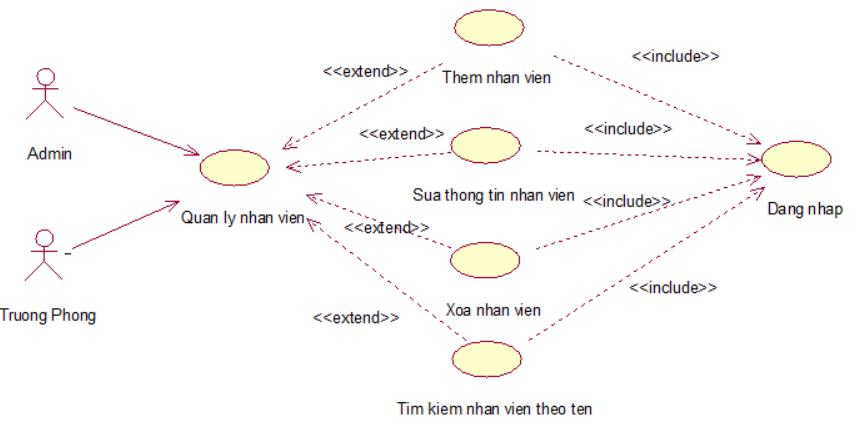 <<include>>
<<extend>>
Them nhan vien
Admin
<<extend>>
<<include>>
Quan ly nhan vien
Sua thong tin nhan vien
<<include>>
Dang nhap
<<extend>>
Truong Phong
Xoa nhan vien
<<include>>
<<extend>>
Tim kiem nhan vien theo ten